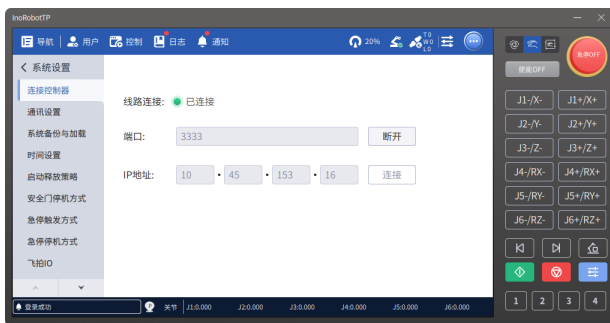 InoRobotTP
导航 用户 控制 日志 通知 20% T0 W0 L0
急停OFF
使能OFF
系统设置
连接控制器
通讯设置
系统备份与加载
时间设置
启动释放策略
安全门停机方式
急停触发方式
急停停机方式
飞拍IO
线路连接: 已连接
端口: 3333 断开
IP地址: 10 . 45 . 153 . 16 连接
J1-/X- J1+/X+
J2-/Y- J2+/Y+
J3-/Z- J3+/Z+
J4-/RX- J4+/RX+
J5-/RY- J5+/RY+
J6-/RZ- J6+/RZ+
1 2 3 4
登录成功 P 关节 J1:0.000 J2:0.000 J3:0.000 J4:0.000 J5:0.000 J6:0.000